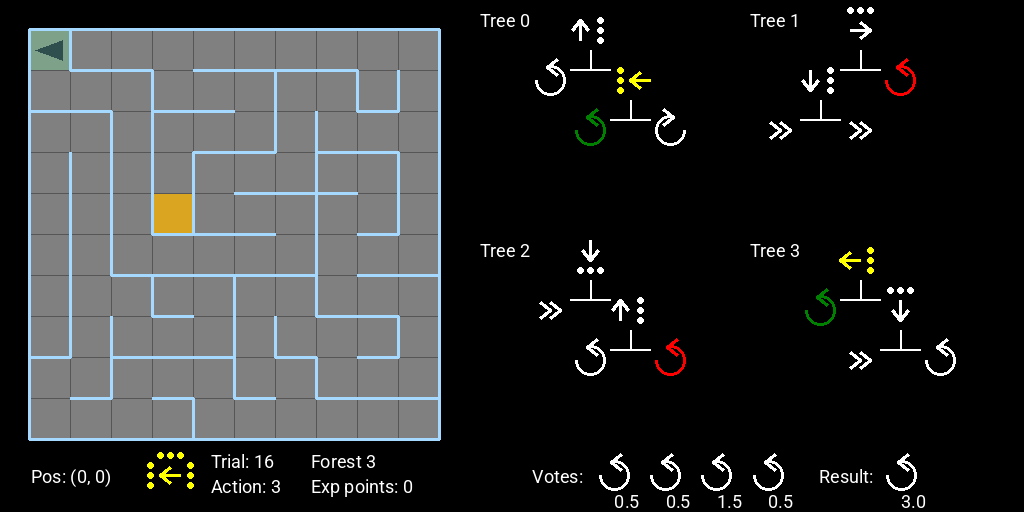 Tree 0
Tree 1
Tree 2
Tree 3
Pos: (0, 0)
Trial: 16
Forest 3
Action: 3
Exp points: 0
Votes:
0.5
0.5
1.5
0.5
Result:
3.0